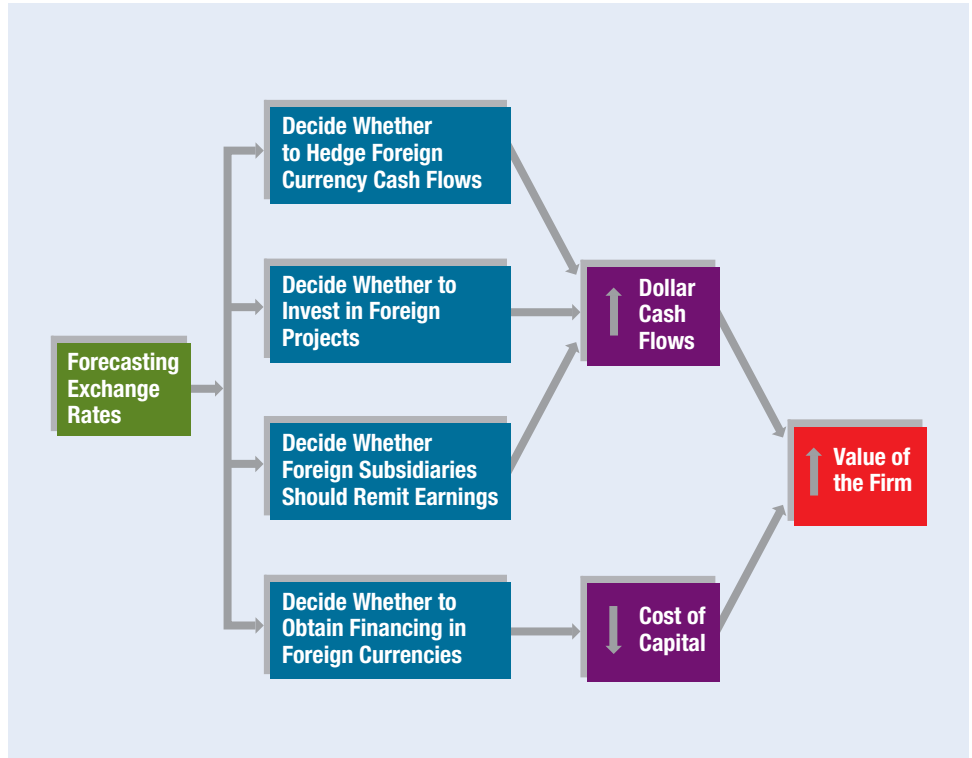 Forecasting
Exchange
Rates
Decide Whether
to Hedge Foreign
Currency Cash Flows
Decide Whether to
Invest in Foreign
Projects
Decide Whether
Foreign Subsidiaries
Should Remit Earnings
Decide Whether to
Obtain Financing in
Foreign Currencies
Dollar
Cash
Flows
Cost of
Capital
Value of
the Firm